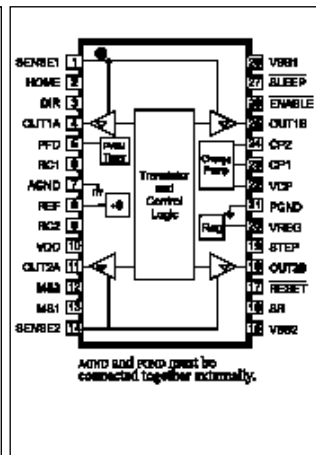 SENSE1 1
HOME 2
DIR 3
OUT1A 4
PFD 5
RC1 6
AGND 7
REF 8
RC2 9
VDD 10
OUT2A 11
MS2 12
MS1 13
SENSE2 14
PWM
Timer
÷8
Translator
and
Control
Logic
Charge
Pump
Reg
28 VBB1
27 SLEEP
26 ENABLE
25 OUT1B
24 CP2
23 CP1
22 VCP
21 PGND
20 VREG
19 STEP
18 OUT2B
17 RESET
16 SR
15 VBB2
AGND and PGND must be
connected together externally.